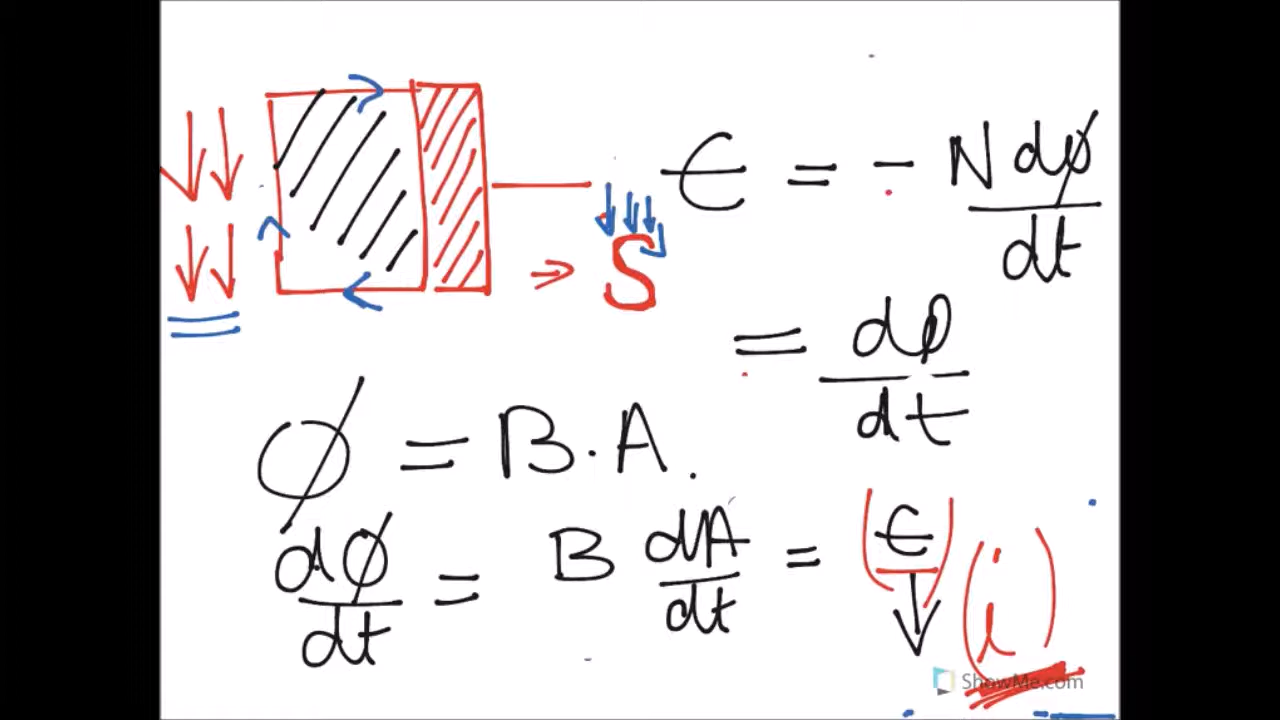 Є = - N dφ/dt
S
= dφ/dt
φ = B.A.
dφ/dt = B dA/dt = (Є) (i)
ShowMe.com